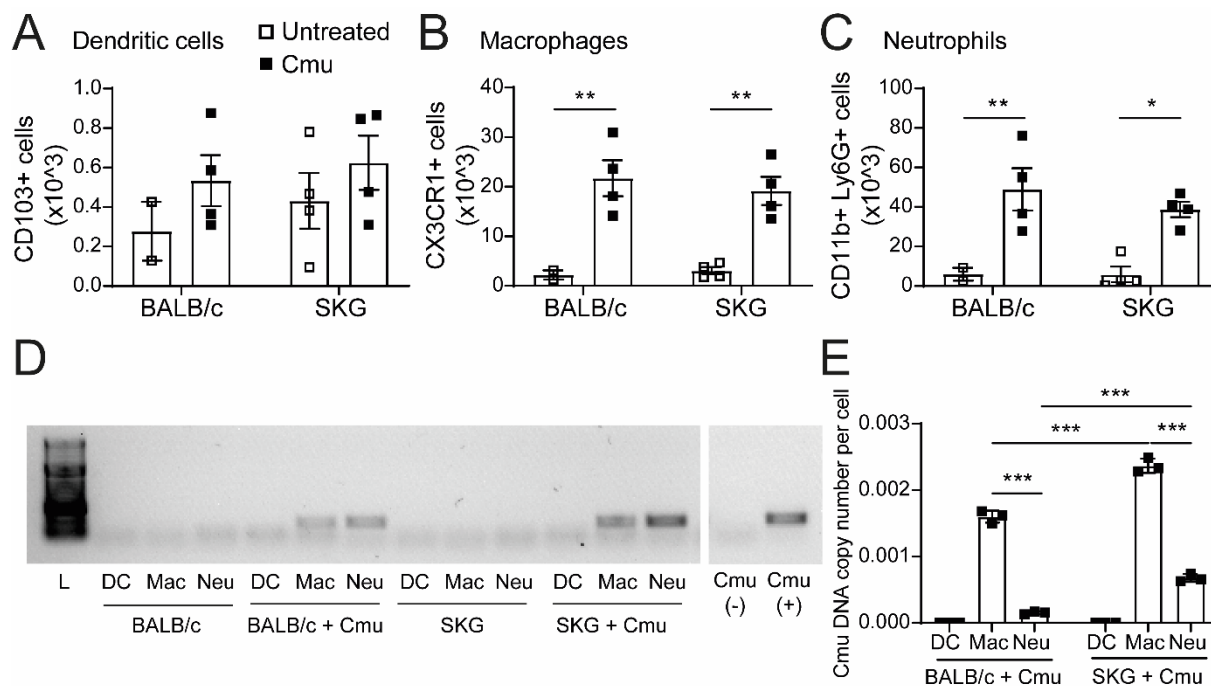 A Dendritic cells
Untreated
Cmu
CD103+ cells
(x10^3)
1.0
0.8
0.6
0.4
0.2
0.0
BALB/c SKG
B Macrophages
CX3CR1+ cells
(x10^3)
40
30
20
10
0
** **
BALB/c SKG
C Neutrophils
CD11b+ Ly6G+ cells
(x10^3)
100
80
60
40
20
0
** *
BALB/c SKG
D
L DC Mac Neu DC Mac Neu DC Mac Neu DC Mac Neu Cmu Cmu
(-) (+)
BALB/c BALB/c + Cmu SKG SKG + Cmu
E
Cmu DNA copy number per cell
0.003
0.002
0.001
0.000
***
*** ***
***
DC Mac Neu DC Mac Neu
BALB/c + Cmu SKG + Cmu